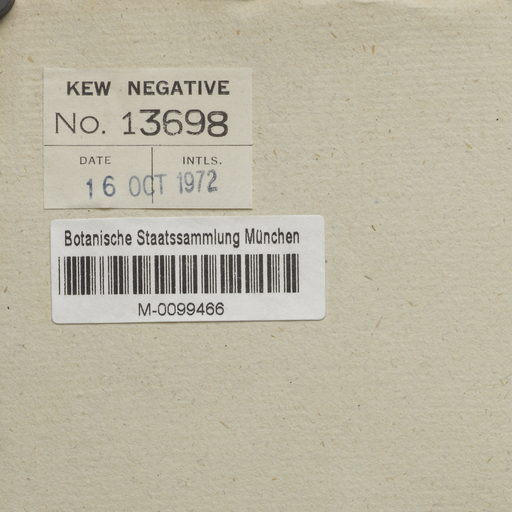 KEW NEGATIVE
No. 13698
DATE INTLS.
16 OCT 1972
Botanische Staatssammlung München
M-0099466